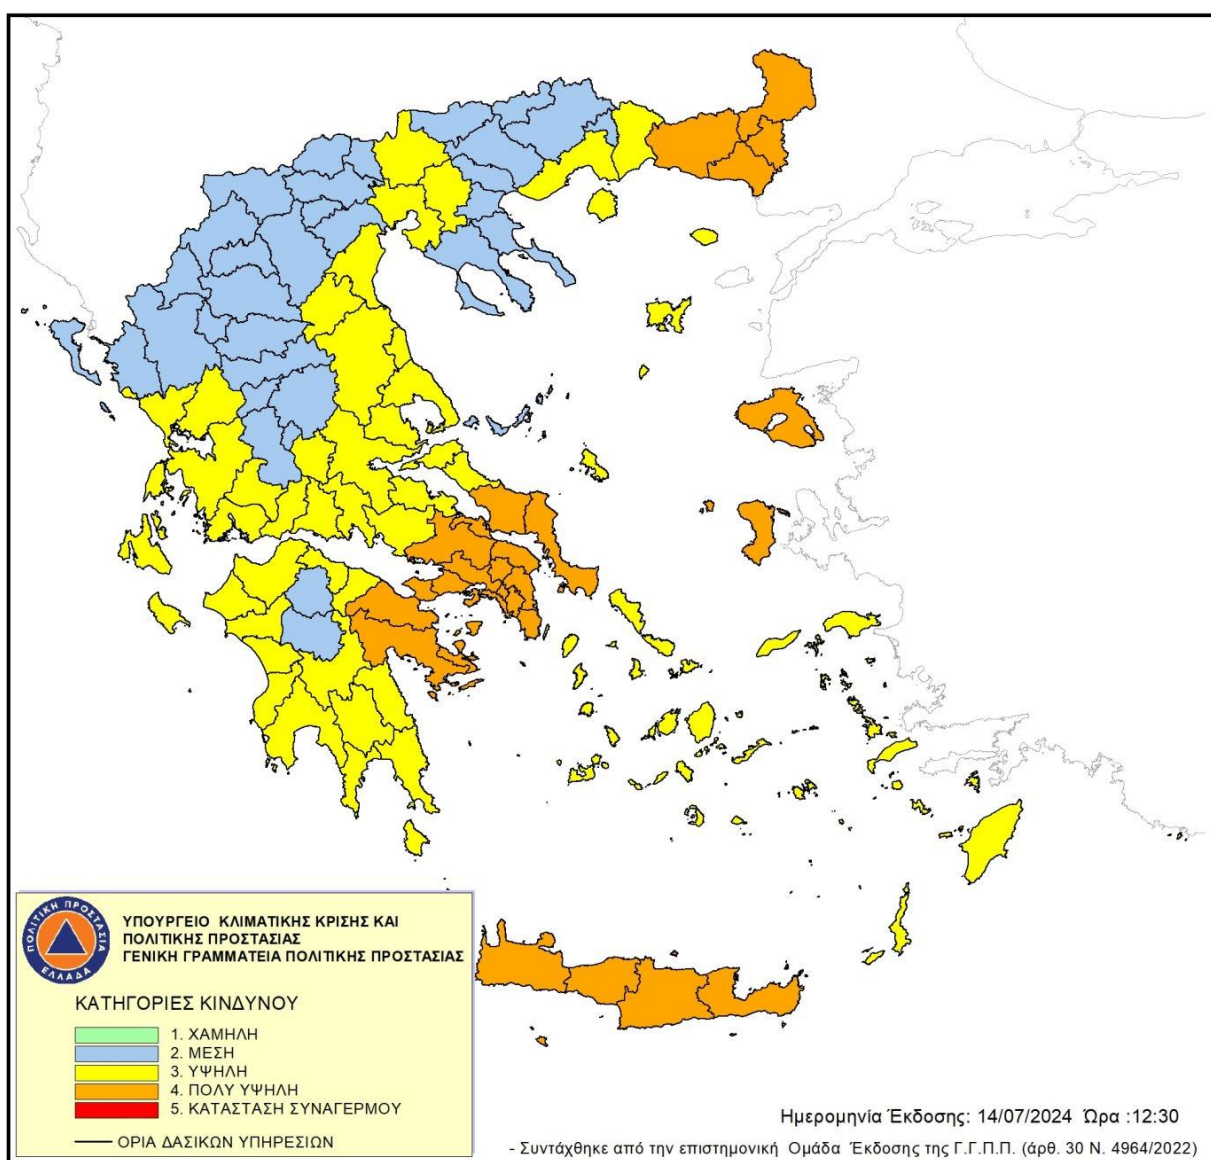 ΠΟΛΙΤΙΚΗ ΠΡΟΣΤΑΣΙΑ
ΕΛΛΑΔΑ
ΥΠΟΥΡΓΕΙΟ ΚΛΙΜΑΤΙΚΗΣ ΚΡΙΣΗΣ ΚΑΙ
ΠΟΛΙΤΙΚΗΣ ΠΡΟΣΤΑΣΙΑΣ
ΓΕΝΙΚΗ ΓΡΑΜΜΑΤΕΙΑ ΠΟΛΙΤΙΚΗΣ ΠΡΟΣΤΑΣΙΑΣ
ΚΑΤΗΓΟΡΙΕΣ ΚΙΝΔΥΝΟΥ
1. ΧΑΜΗΛΗ
2. ΜΕΣΗ
3. ΥΨΗΛΗ
4. ΠΟΛΥ ΥΨΗΛΗ
5. ΚΑΤΑΣΤΑΣΗ ΣΥΝΑΓΕΡΜΟΥ
ΟΡΙΑ ΔΑΣΙΚΩΝ ΥΠΗΡΕΣΙΩΝ
Ημερομηνία Έκδοσης: 14/07/2024 Ώρα :12:30
- Συντάχθηκε από την επιστημονική Ομάδα Έκδοσης της Γ.Γ.Π.Π. (άρθ. 30 Ν. 4964/2022)